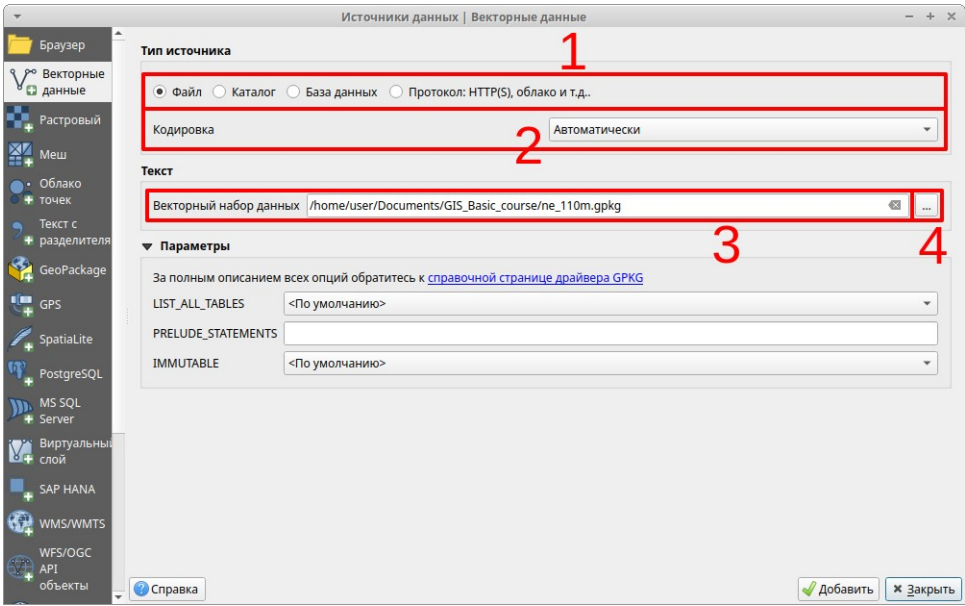 Источники данных | Векторные данные
Браузер
Векторные
данные
Растровый
Меш
Облако
точек
Текст с
разделителя
GeoPackage
GPS
SpatiaLite
PostgreSQL
MS SQL
Server
Виртуальны
слой
SAP HANA
WMS/WMTS
WFS/OGC
API
объекты
Тип источника
1
Файл Каталог База данных Протокол: HTTP(S), облако и т.д..
Кодировка Автоматически
2
Текст
Векторный набор данных /home/user/Documents/GIS_Basic_course/ne_110m.gpkg ...
3 4
Параметры
За полным описанием всех опций обратитесь к справочной странице драйвера GPKG
LIST_ALL_TABLES <По умолчанию>
PRELUDE_STATEMENTS
IMMUTABLE <По умолчанию>
Справка Добавить Закрыть